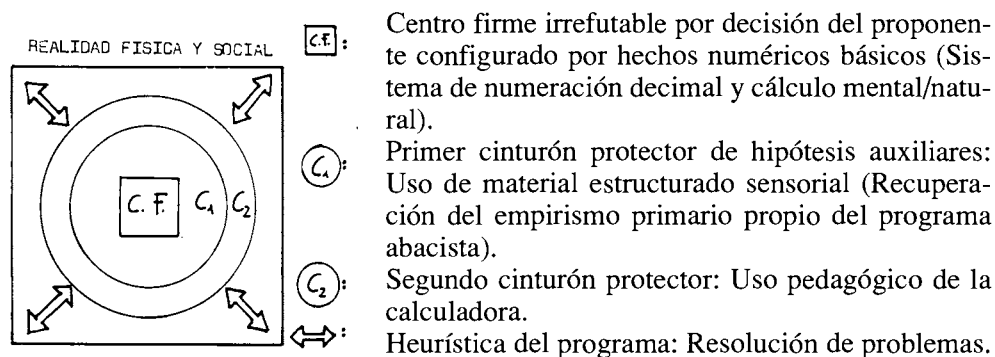 REALIDAD FISICA Y SOCIAL
C. F. C₁ C₂
C.F. :
Centro firme irrefutable por decisión del proponen-
te configurado por hechos numéricos básicos (Sis-
tema de numeración decimal y cálculo mental/natu-
ral).
C₁ :
Primer cinturón protector de hipótesis auxiliares:
Uso de material estructurado sensorial (Recupera-
ción del empirismo primario propio del programa
abacista).
C₂ :
Segundo cinturón protector: Uso pedagógico de la
calculadora.
⇔ :
Heurística del programa: Resolución de problemas.